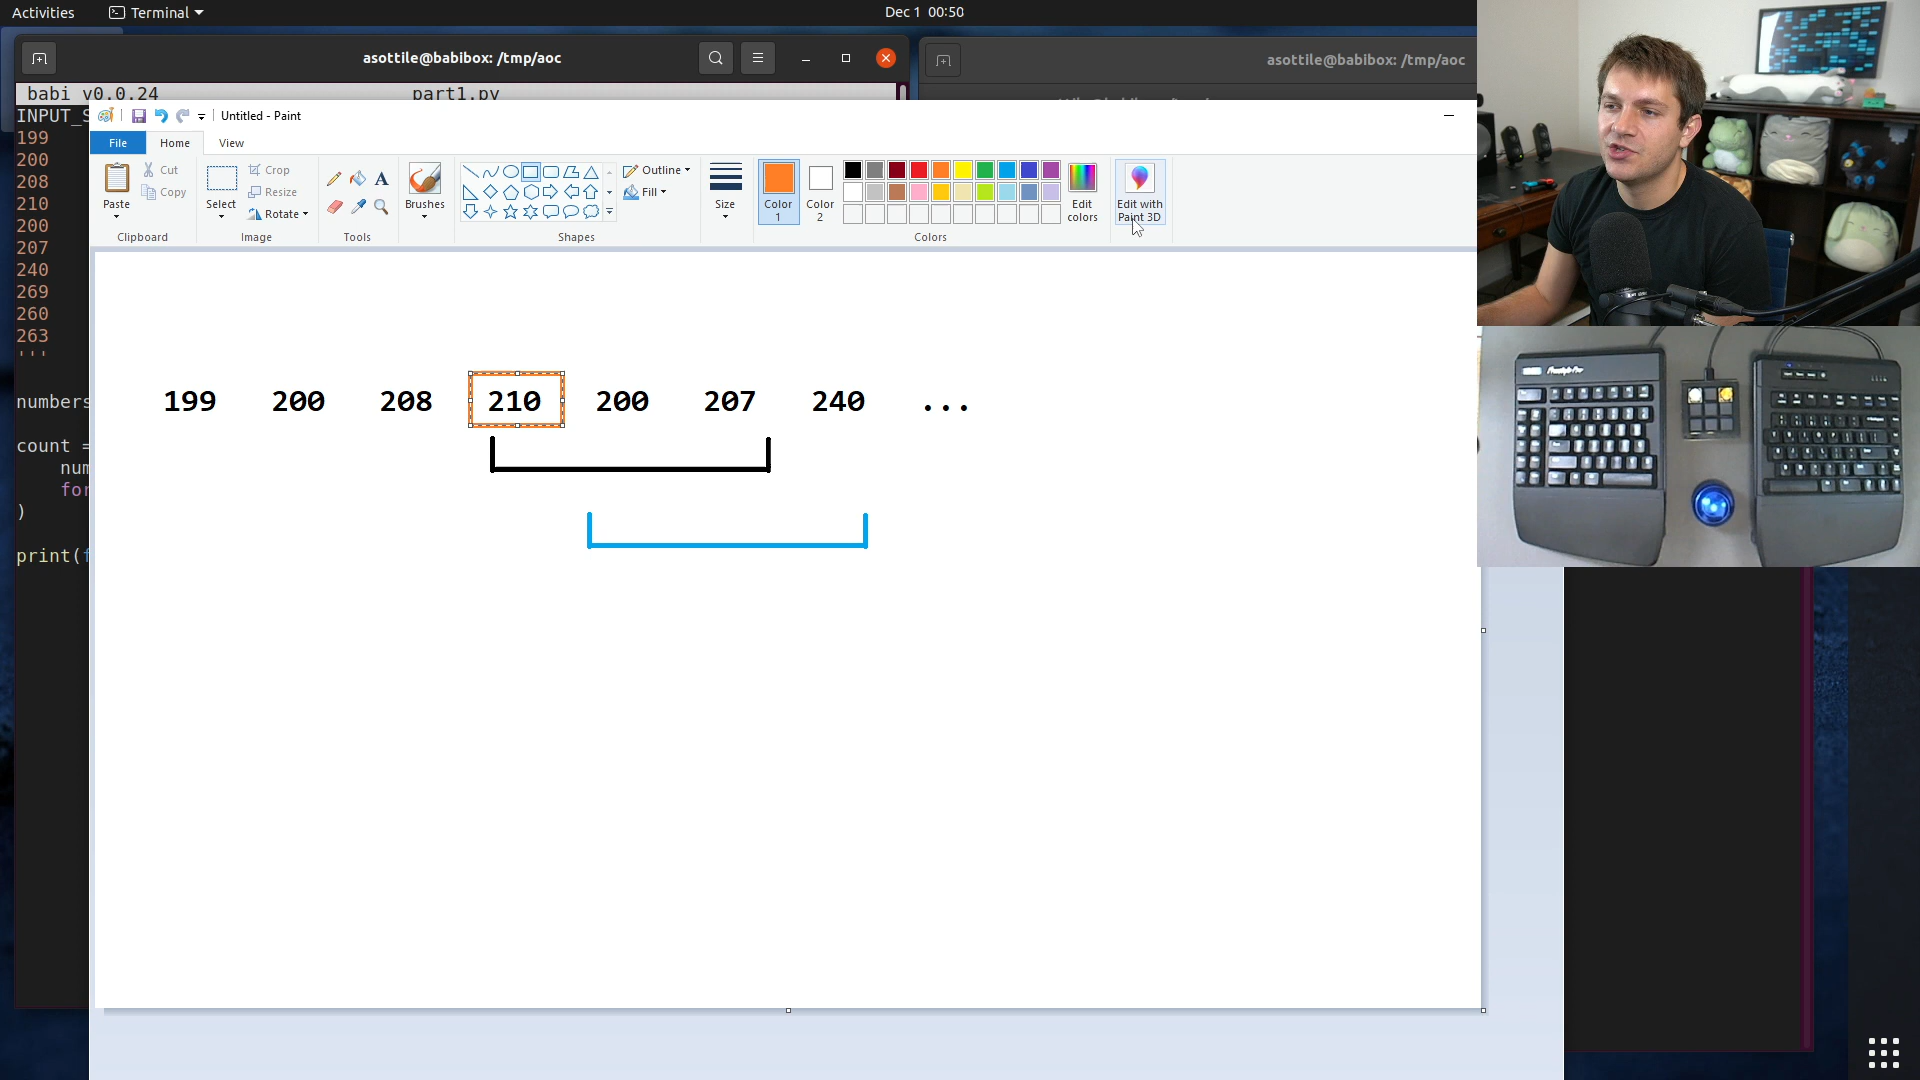 Activities
Terminal
Dec 1 00:50
asottile@babibox: /tmp/aoc
asottile@babibox: /tmp/aoc
babi v0.0.24
part1.py
Untitled - Paint
File
Home
View
Paste
Cut
Copy
Clipboard
Select
Crop
Resize
Rotate
Image
Tools
Brushes
Shapes
Outline
Fill
Size
Color 1
Color 2
Edit colors
Colors
Edit with Paint 3D
INPUT_S
199
200
208
210
200
207
240
269
260
263
'''
numbers
count =
num
for
)
print(f
199 200 208 210 200 207 240 ...